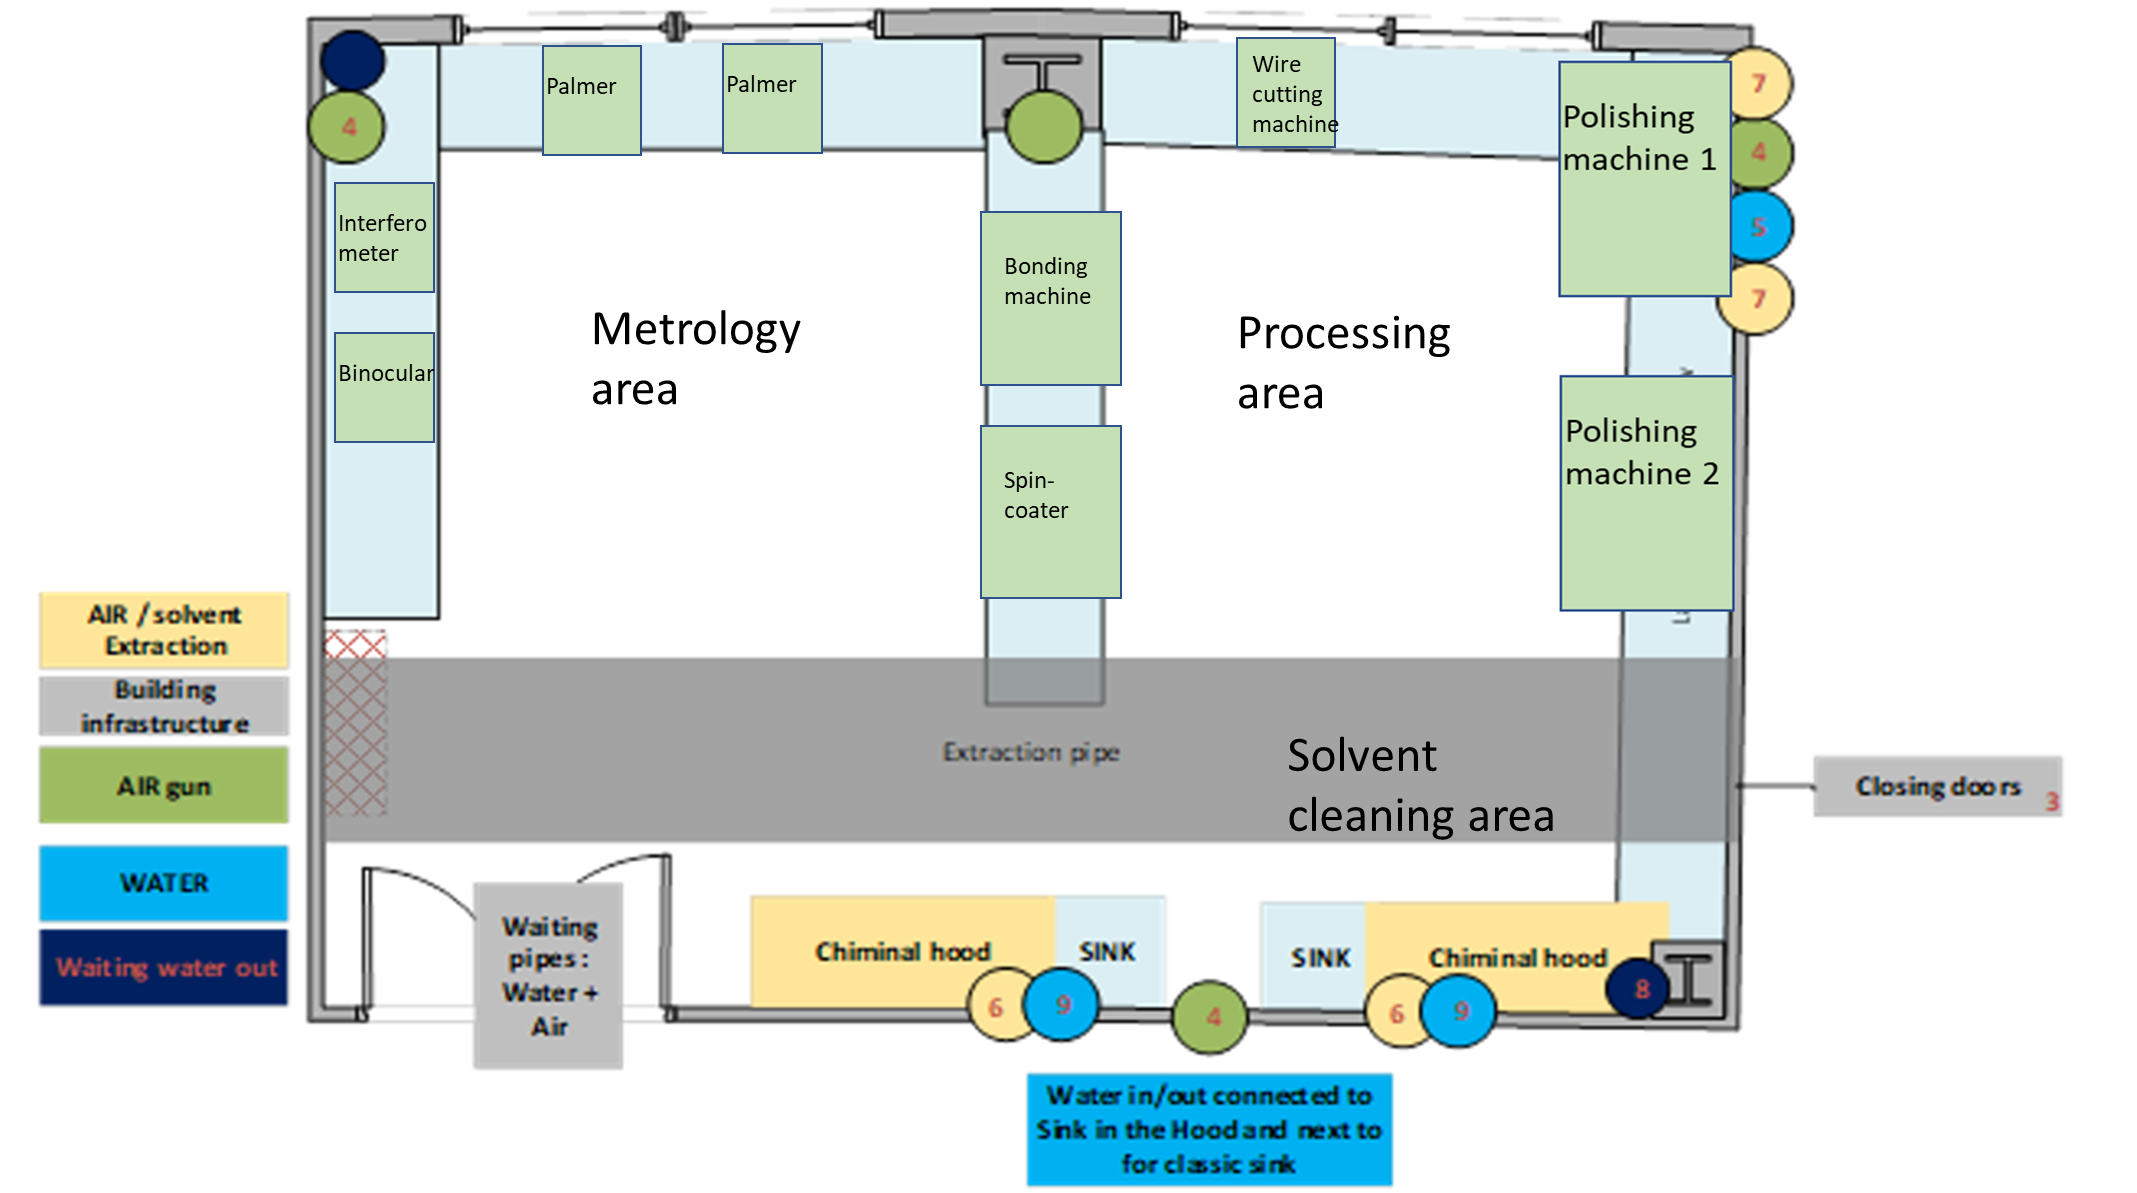 Palmer
Palmer
Wire
cutting
machine
Polishing
machine 1
7
4
5
7
4
Interfero
meter
Binocular
Metrology
area
Bonding
machine
Processing
area
Spin-
coater
Polishing
machine 2
AIR / solvent
Extraction
Building
infrastructure
AIR gun
WATER
Waiting water out
Extraction pipe
Solvent
cleaning area
Closing doors
3
Waiting
pipes :
Water +
Air
Chiminal hood
SINK
SINK
Chiminal hood
6
9
4
6
9
8
Water in/out connected to
Sink in the Hood and next to
for classic sink